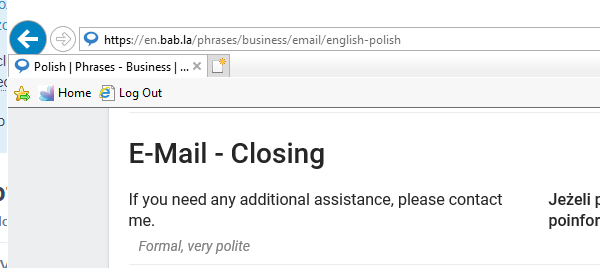 https://en.bab.la/phrases/business/email/english-polish
Polish | Phrases - Business | ...
Home Log Out
E-Mail - Closing
If you need any additional assistance, please contact
me.
Formal, very polite
Jeżeli